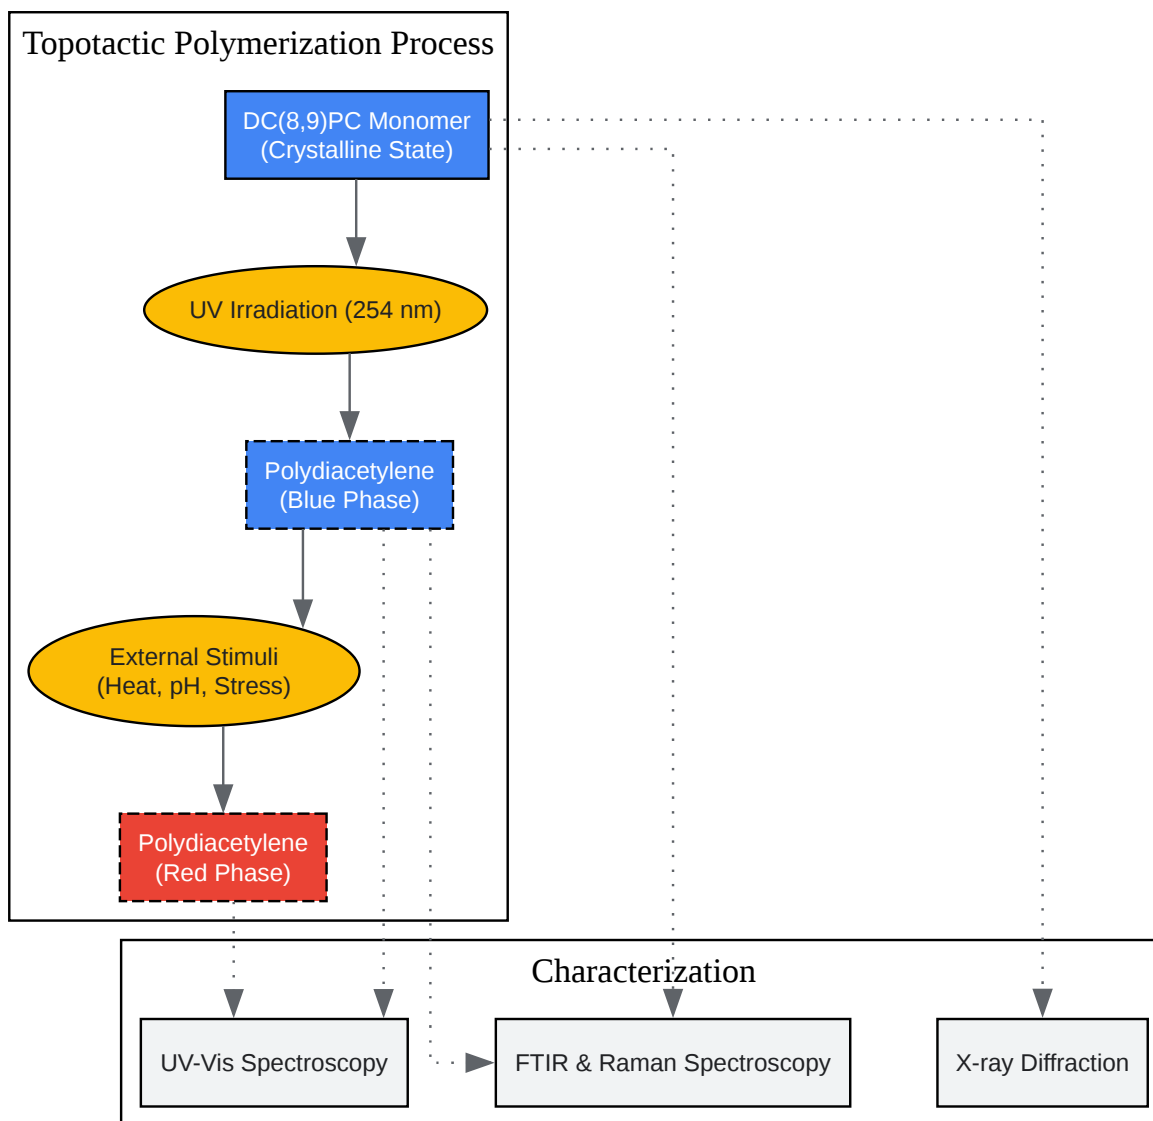 Topotactic Polymerization Process
DC(8,9)PC Monomer
(Crystalline State)
UV Irradiation (254 nm)
Polydiacetylene
(Blue Phase)
External Stimuli
(Heat, pH, Stress)
Polydiacetylene
(Red Phase)
Characterization
UV-Vis Spectroscopy
FTIR & Raman Spectroscopy
X-ray Diffraction